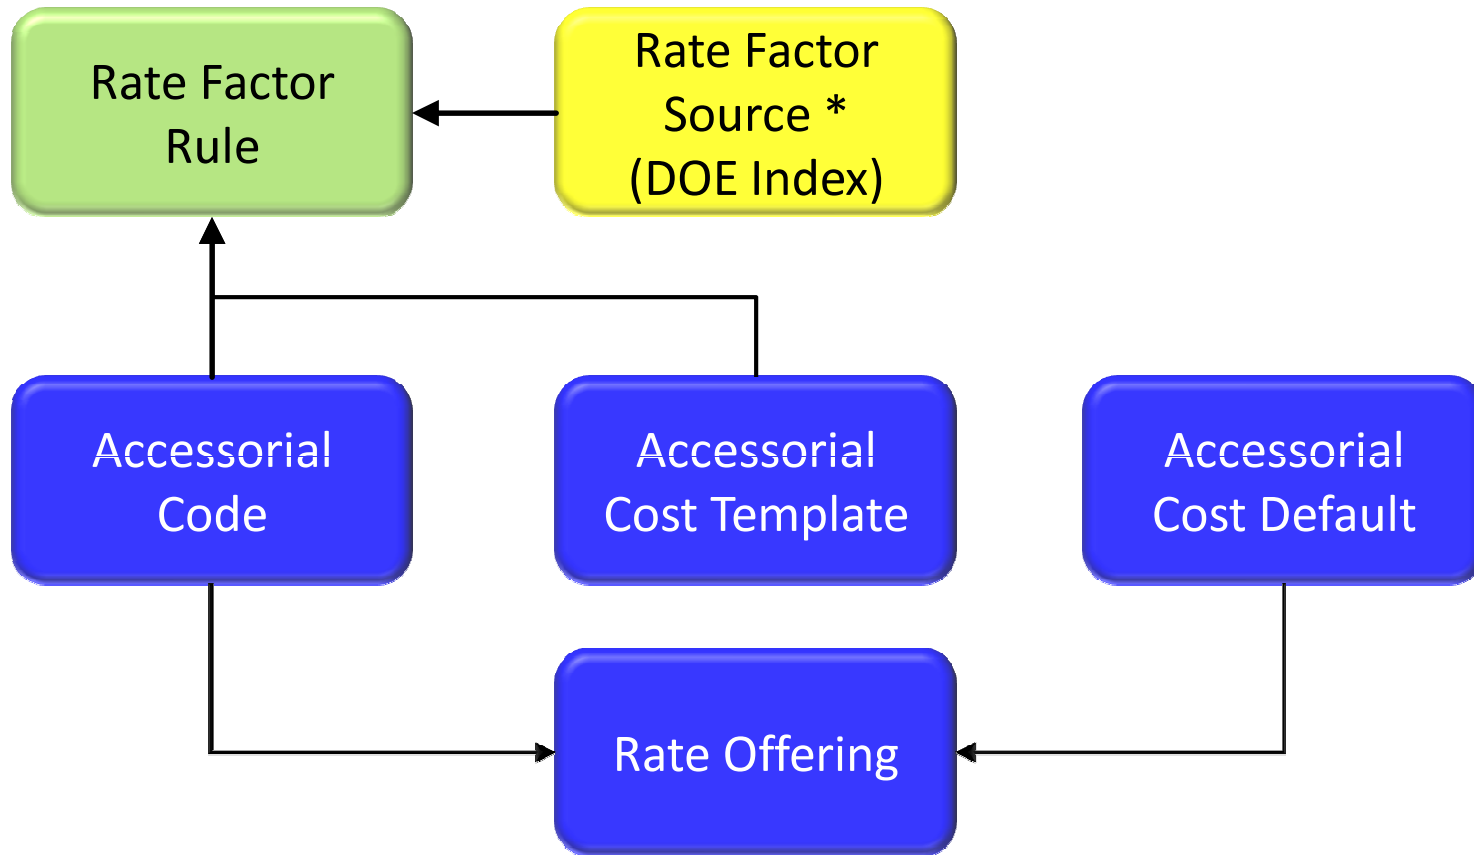 Rate Factor
Rule
Rate Factor
Source *
(DOE Index)
Accessorial
Code
Accessorial
Cost Template
Accessorial
Cost Default
Rate Offering